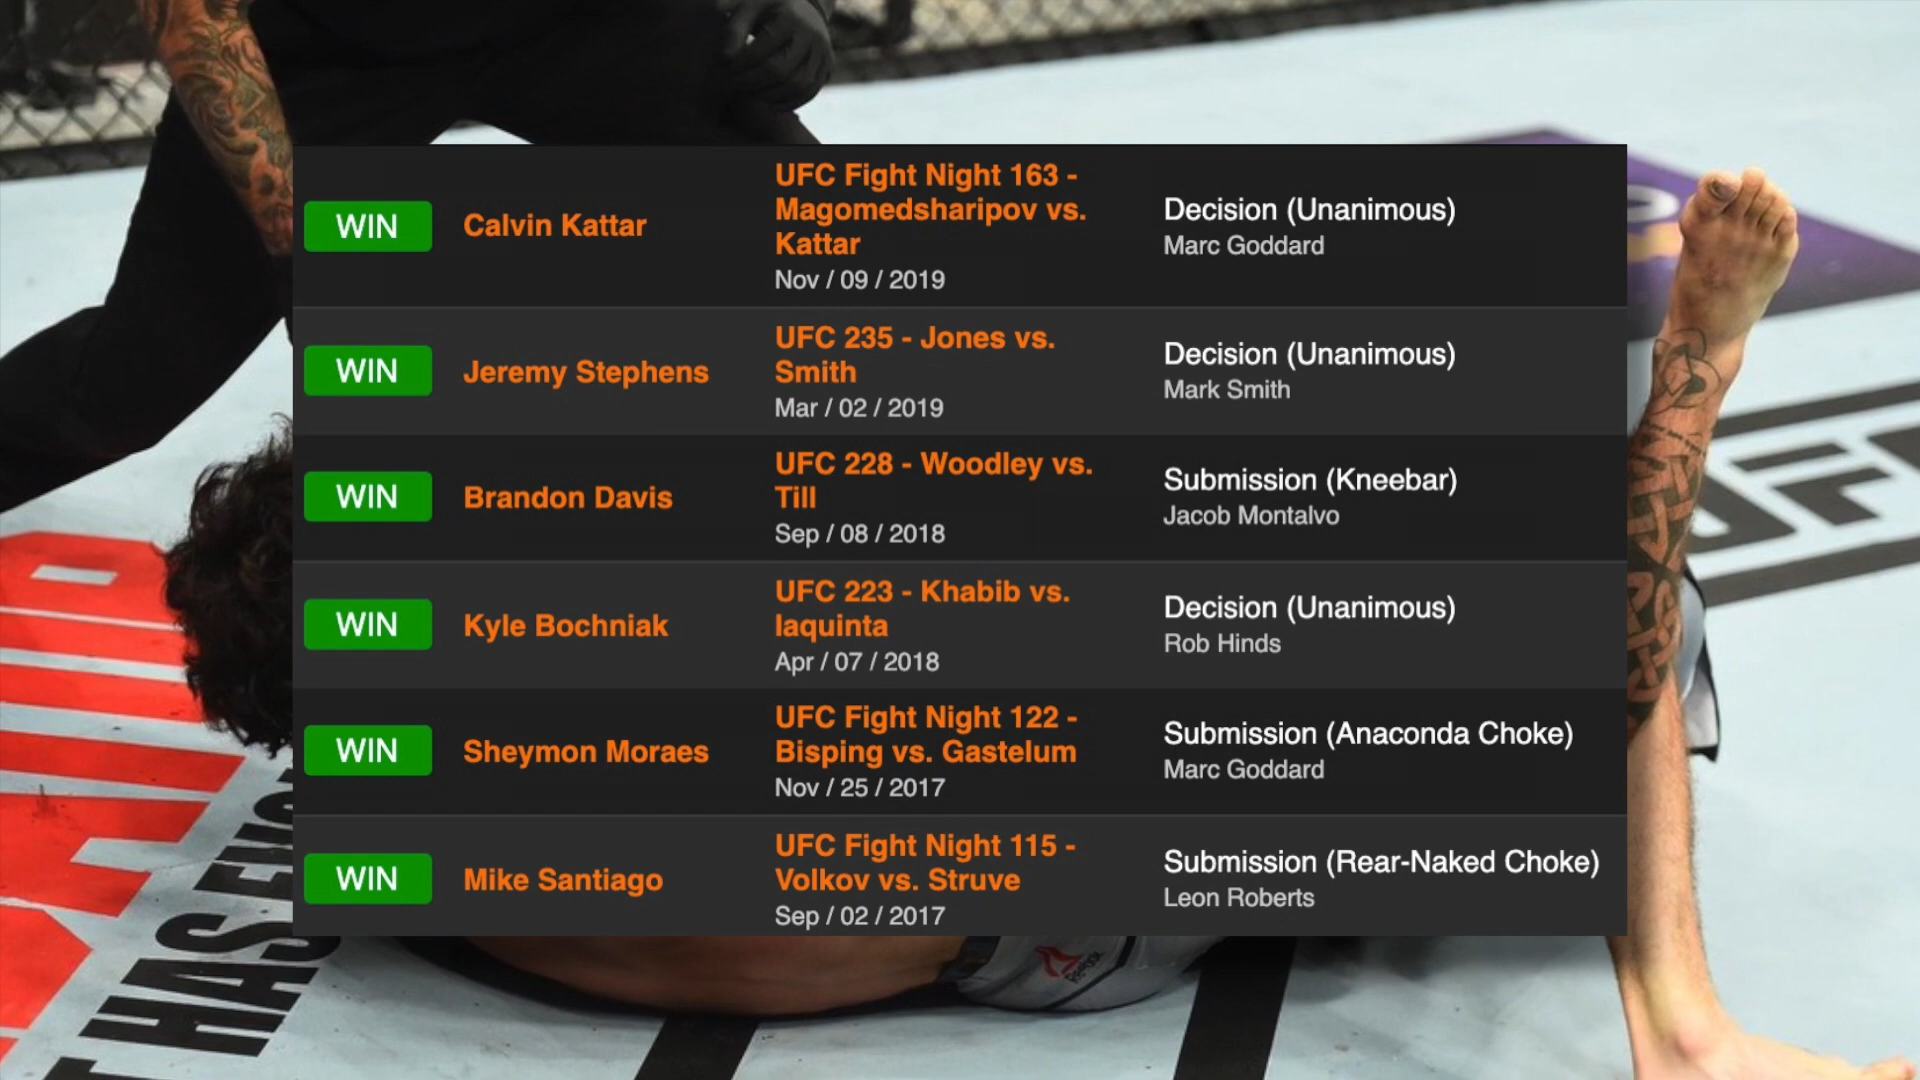 WIN
Calvin Kattar
UFC Fight Night 163 -
Magomedsharipov vs.
Kattar
Nov / 09 / 2019
Decision (Unanimous)
Marc Goddard
WIN
Jeremy Stephens
UFC 235 - Jones vs.
Smith
Mar / 02 / 2019
Decision (Unanimous)
Mark Smith
WIN
Brandon Davis
UFC 228 - Woodley vs.
Till
Sep / 08 / 2018
Submission (Kneebar)
Jacob Montalvo
WIN
Kyle Bochniak
UFC 223 - Khabib vs.
Iaquinta
Apr / 07 / 2018
Decision (Unanimous)
Rob Hinds
WIN
Sheymon Moraes
UFC Fight Night 122 -
Bisping vs. Gastelum
Nov / 25 / 2017
Submission (Anaconda Choke)
Marc Goddard
WIN
Mike Santiago
UFC Fight Night 115 -
Volkov vs. Struve
Sep / 02 / 2017
Submission (Rear-Naked Choke)
Leon Roberts
Reebok
HAS